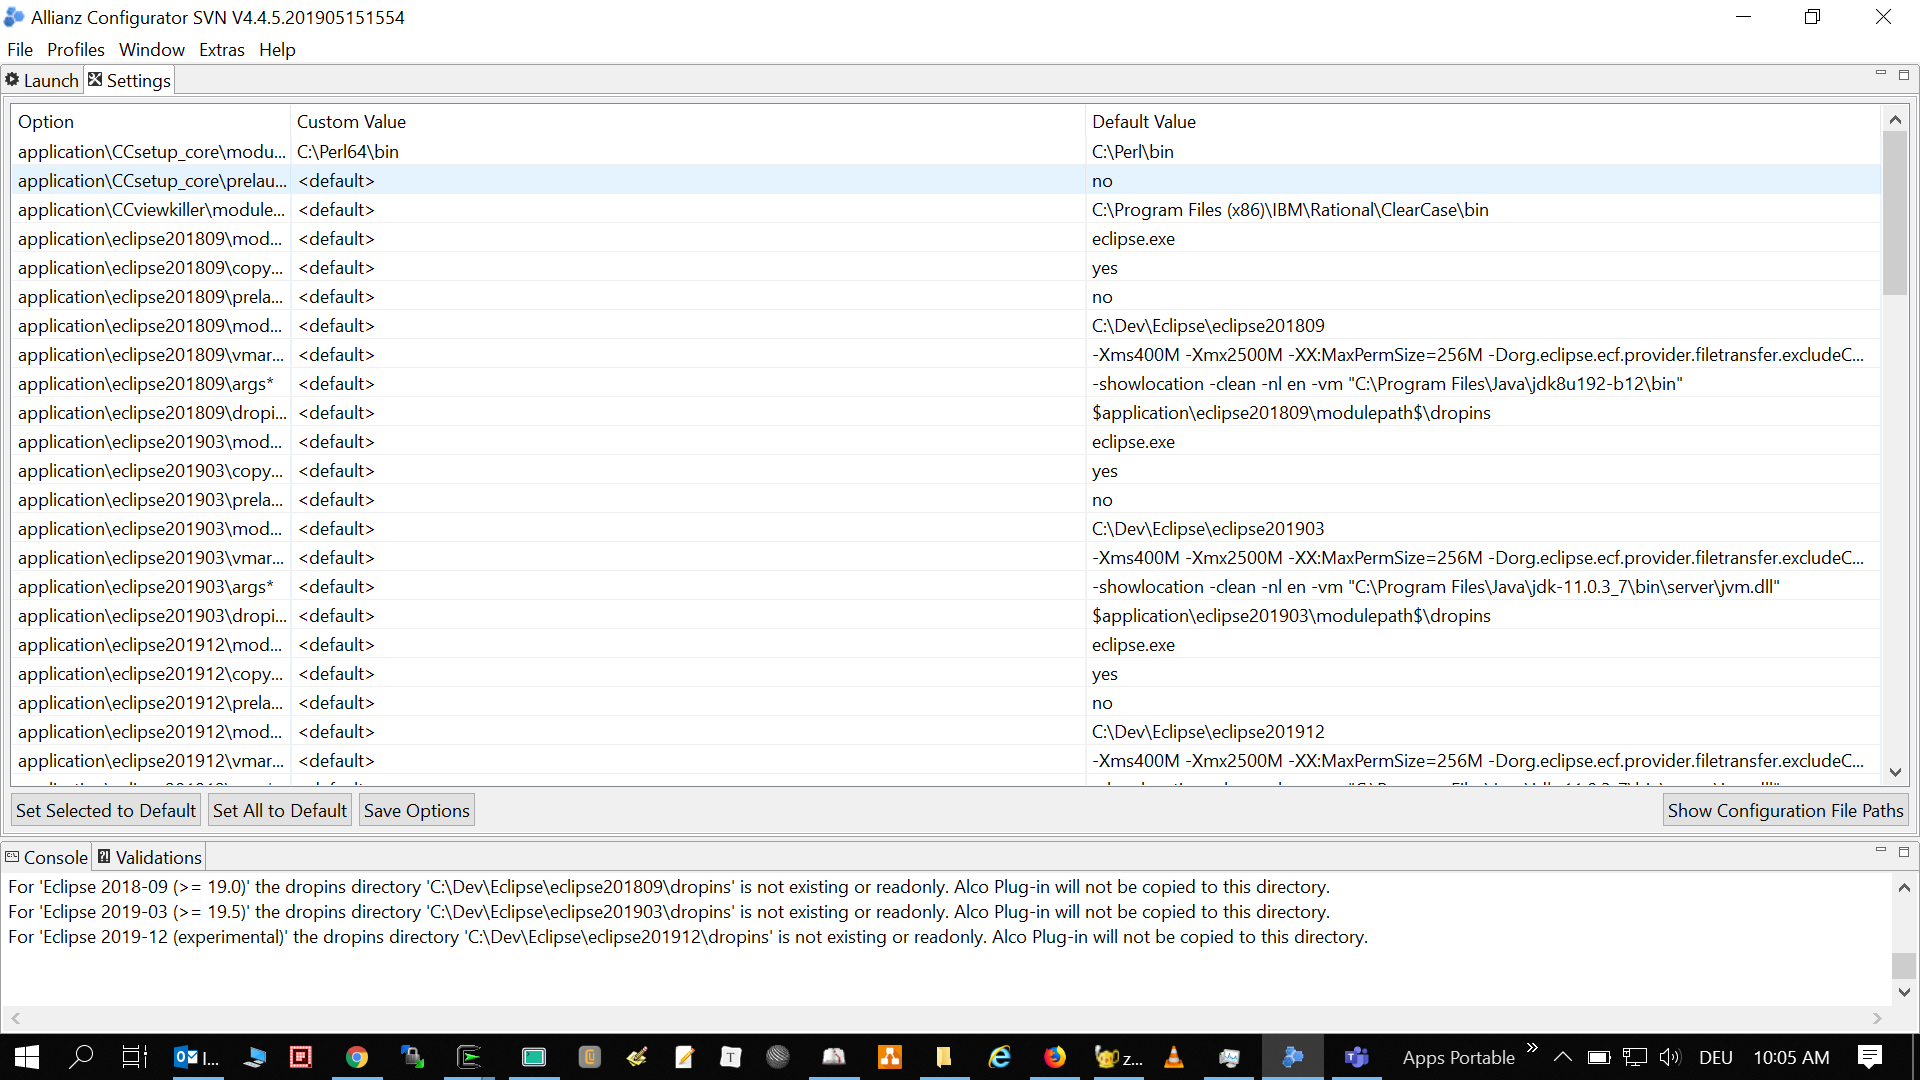 Allianz Configurator SVN V4.4.5.201905151554
File Profiles Window Extras Help
Launch Settings
Option Custom Value Default Value
application\CCsetup_core\modu... C:\Perl64\bin C:\Perl\bin
application\CCsetup_core\prelau... <default> no
application\CCviewkiller\module... <default> C:\Program Files (x86)\IBM\Rational\ClearCase\bin
application\eclipse201809\mod... <default> eclipse.exe
application\eclipse201809\copy... <default> yes
application\eclipse201809\prela... <default> no
application\eclipse201809\mod... <default> C:\Dev\Eclipse\eclipse201809
application\eclipse201809\vmar... <default> -Xms400M -Xmx2500M -XX:MaxPermSize=256M -Dorg.eclipse.ecf.provider.filetransfer.excludeC...
application\eclipse201809\args* <default> -showlocation -clean -nl en -vm "C:\Program Files\Java\jdk8u192-b12\bin"
application\eclipse201809\dropi... <default> $application\eclipse201809\modulepath$\dropins
application\eclipse201903\mod... <default> eclipse.exe
application\eclipse201903\copy... <default> yes
application\eclipse201903\prela... <default> no
application\eclipse201903\mod... <default> C:\Dev\Eclipse\eclipse201903
application\eclipse201903\vmar... <default> -Xms400M -Xmx2500M -XX:MaxPermSize=256M -Dorg.eclipse.ecf.provider.filetransfer.excludeC...
application\eclipse201903\args* <default> -showlocation -clean -nl en -vm "C:\Program Files\Java\jdk-11.0.3_7\bin\server\jvm.dll"
application\eclipse201903\dropi... <default> $application\eclipse201903\modulepath$\dropins
application\eclipse201912\mod... <default> eclipse.exe
application\eclipse201912\copy... <default> yes
application\eclipse201912\prela... <default> no
application\eclipse201912\mod... <default> C:\Dev\Eclipse\eclipse201912
application\eclipse201912\vmar... <default> -Xms400M -Xmx2500M -XX:MaxPermSize=256M -Dorg.eclipse.ecf.provider.filetransfer.excludeC...
Set Selected to Default Set All to Default Save Options Show Configuration File Paths
Console Validations
For 'Eclipse 2018-09 (>= 19.0)' the dropins directory 'C:\Dev\Eclipse\eclipse201809\dropins' is not existing or readonly. Alco Plug-in will not be copied to this directory.
For 'Eclipse 2019-03 (>= 19.5)' the dropins directory 'C:\Dev\Eclipse\eclipse201903\dropins' is not existing or readonly. Alco Plug-in will not be copied to this directory.
For 'Eclipse 2019-12 (experimental)' the dropins directory 'C:\Dev\Eclipse\eclipse201912\dropins' is not existing or readonly. Alco Plug-in will not be copied to this directory.
I... z... Apps Portable DEU 10:05 AM